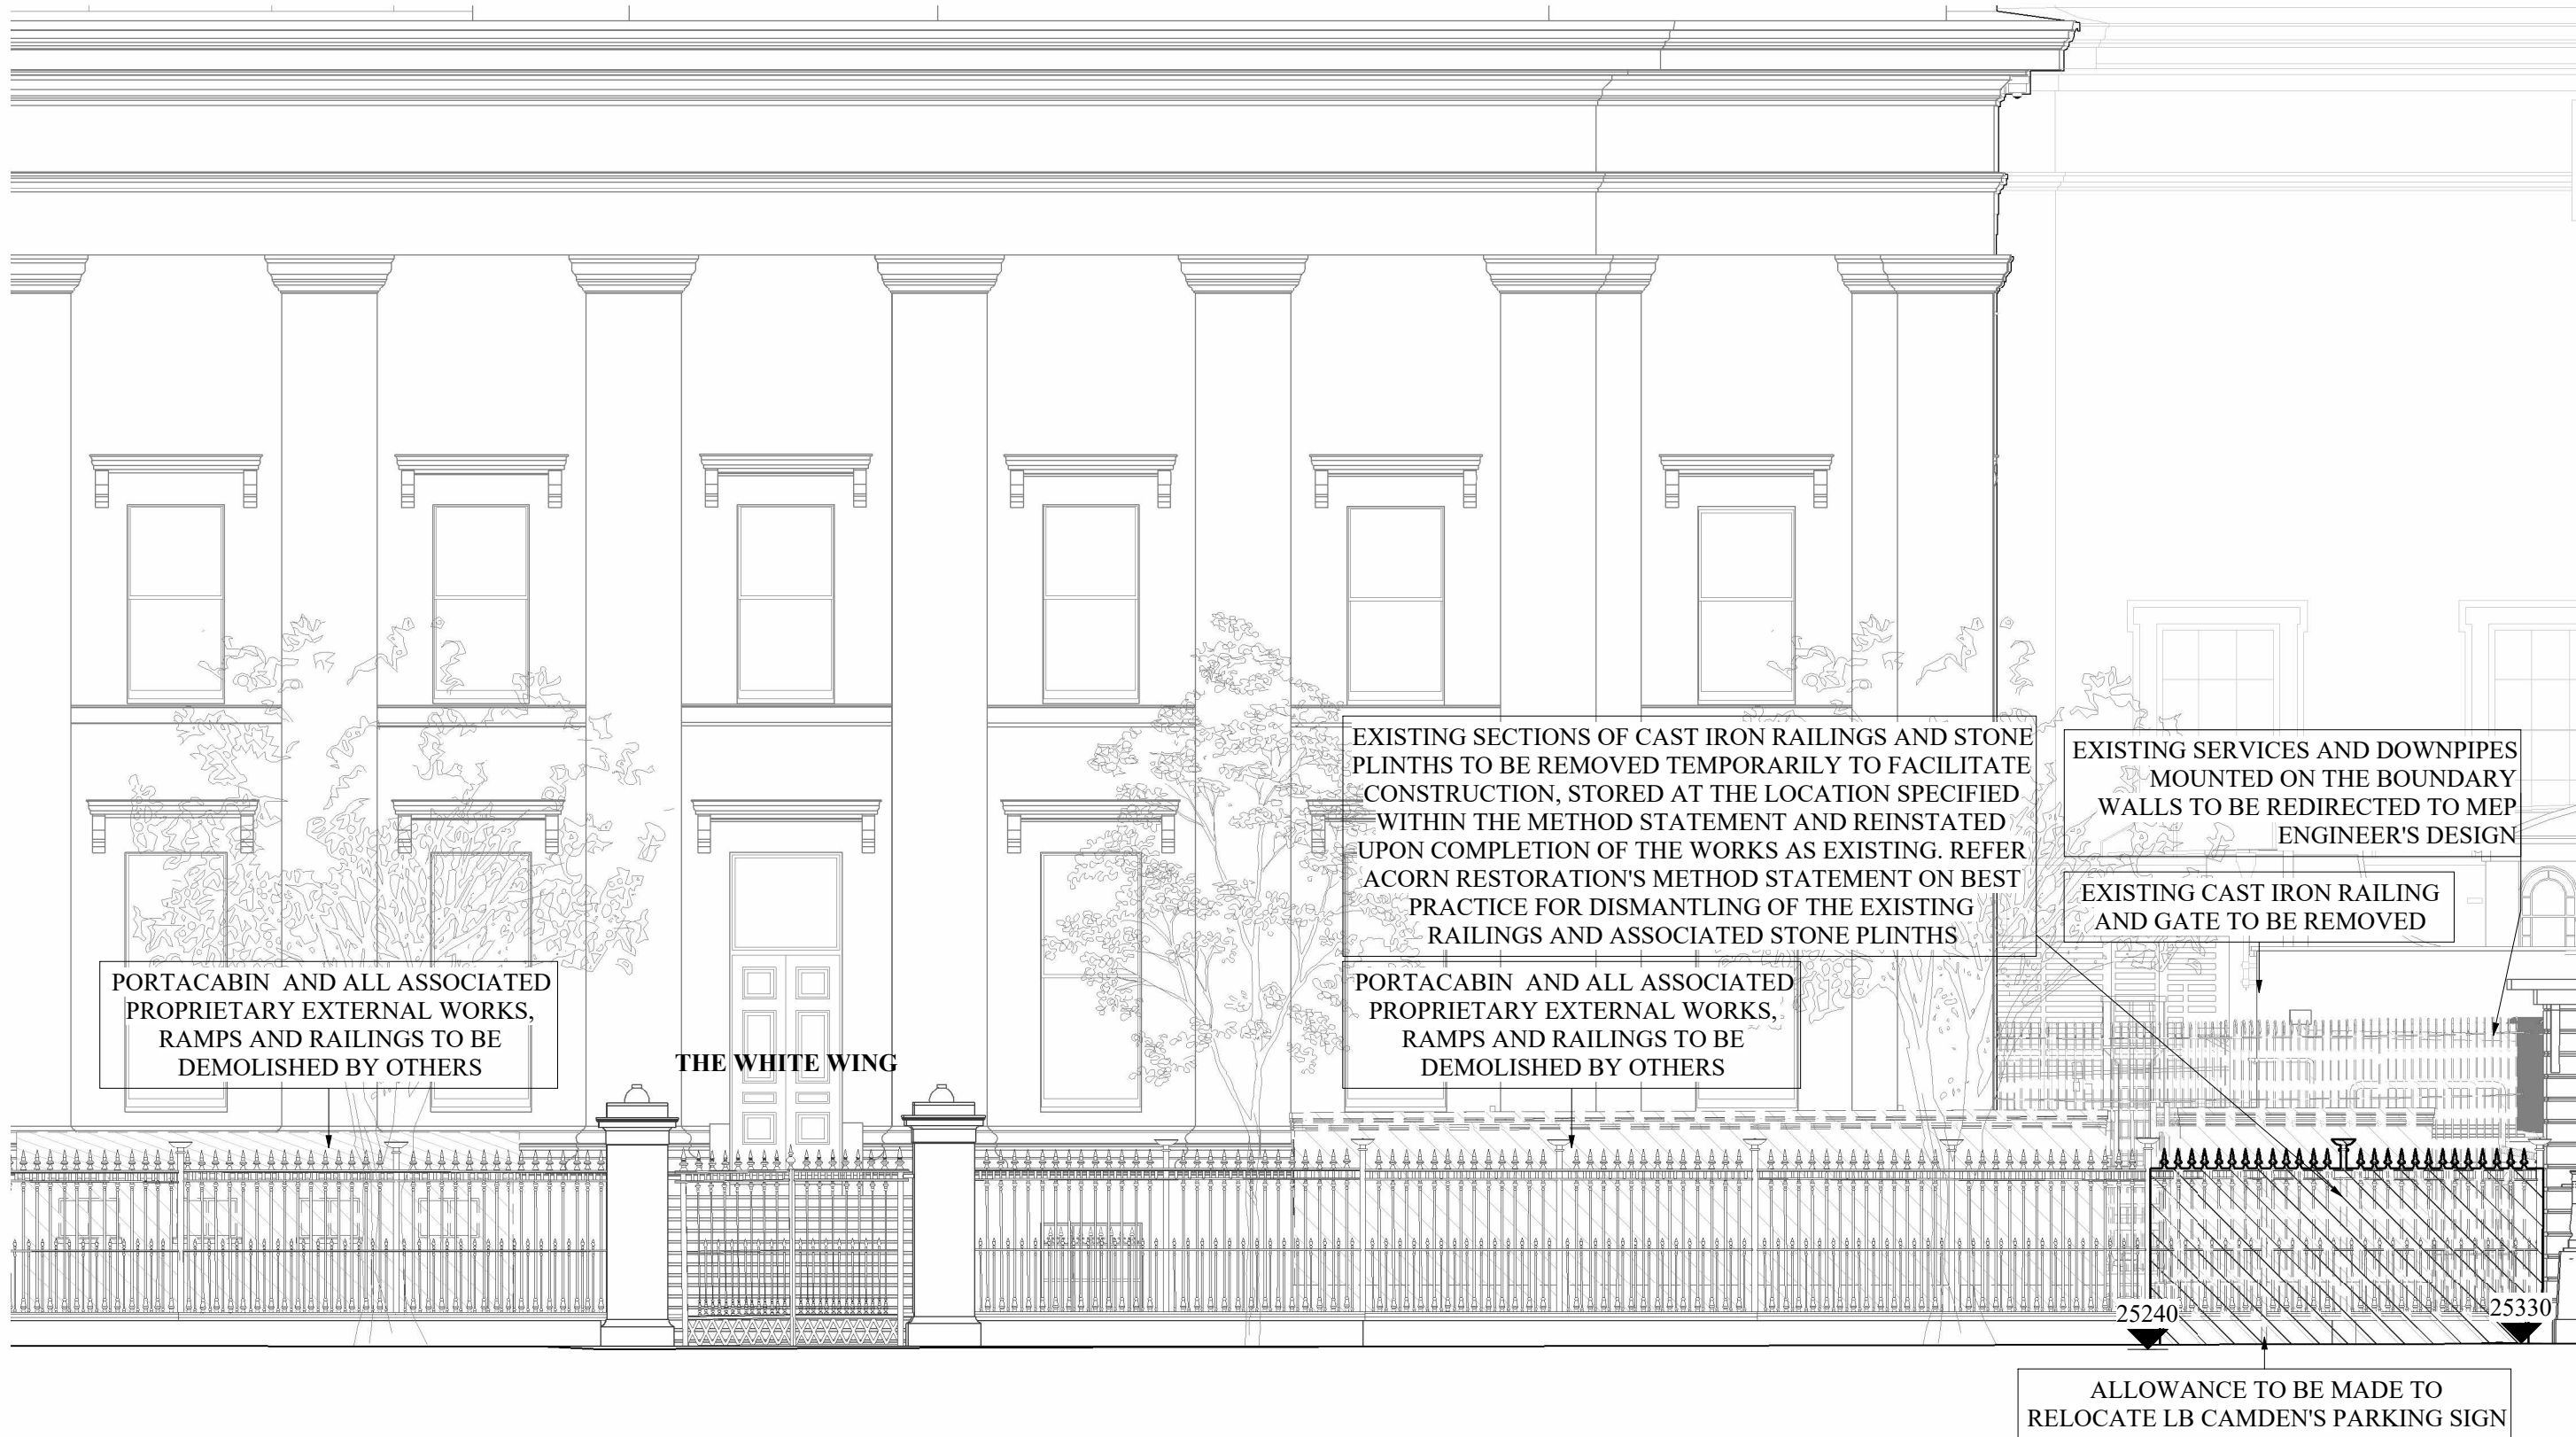 EXISTING SECTIONS OF CAST IRON RAILINGS AND STONE
PLINTHS TO BE REMOVED TEMPORARILY TO FACILITATE
CONSTRUCTION, STORED AT THE LOCATION SPECIFIED
WITHIN THE METHOD STATEMENT AND REINSTATED
UPON COMPLETION OF THE WORKS AS EXISTING. REFER
ACORN RESTORATION'S METHOD STATEMENT ON BEST
PRACTICE FOR DISMANTLING OF THE EXISTING
RAILINGS AND ASSOCIATED STONE PLINTHS
EXISTING SERVICES AND DOWNPIPES
MOUNTED ON THE BOUNDARY
WALLS TO BE REDIRECTED TO MEP
ENGINEER'S DESIGN
EXISTING CAST IRON RAILING
AND GATE TO BE REMOVED
PORTACABIN AND ALL ASSOCIATED
PROPRIETARY EXTERNAL WORKS,
RAMPS AND RAILINGS TO BE
DEMOLISHED BY OTHERS
THE WHITE WING
PORTACABIN AND ALL ASSOCIATED
PROPRIETARY EXTERNAL WORKS,
RAMPS AND RAILINGS TO BE
DEMOLISHED BY OTHERS
25240
25330
ALLOWANCE TO BE MADE TO
RELOCATE LB CAMDEN'S PARKING SIGN